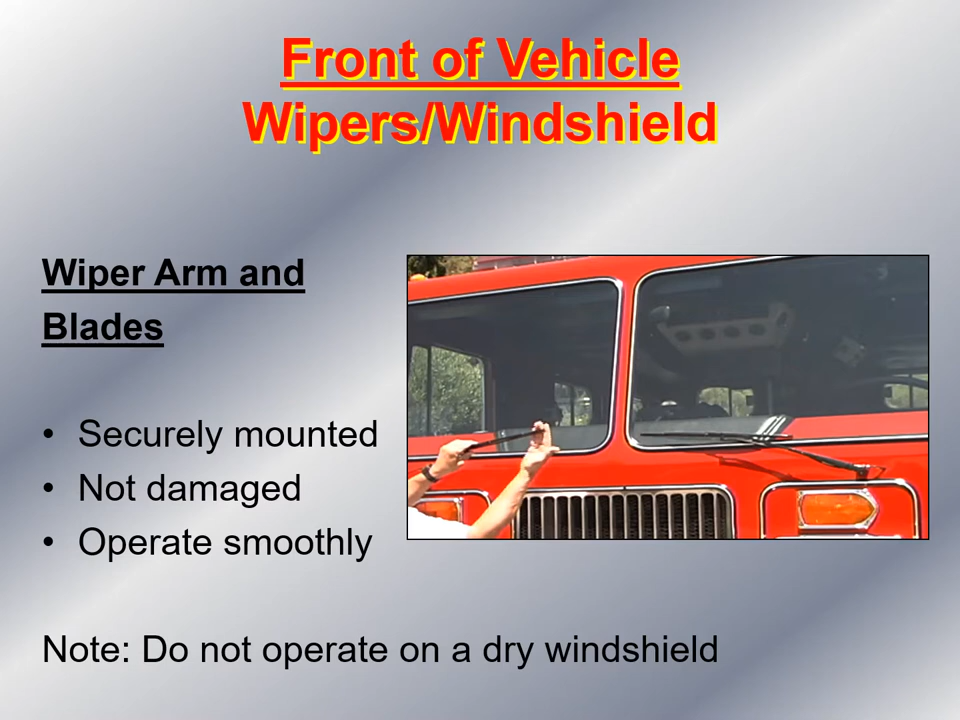 Front of Vehicle
Wipers/Windshield
Wiper Arm and
Blades
• Securely mounted
• Not damaged
• Operate smoothly
Note: Do not operate on a dry windshield